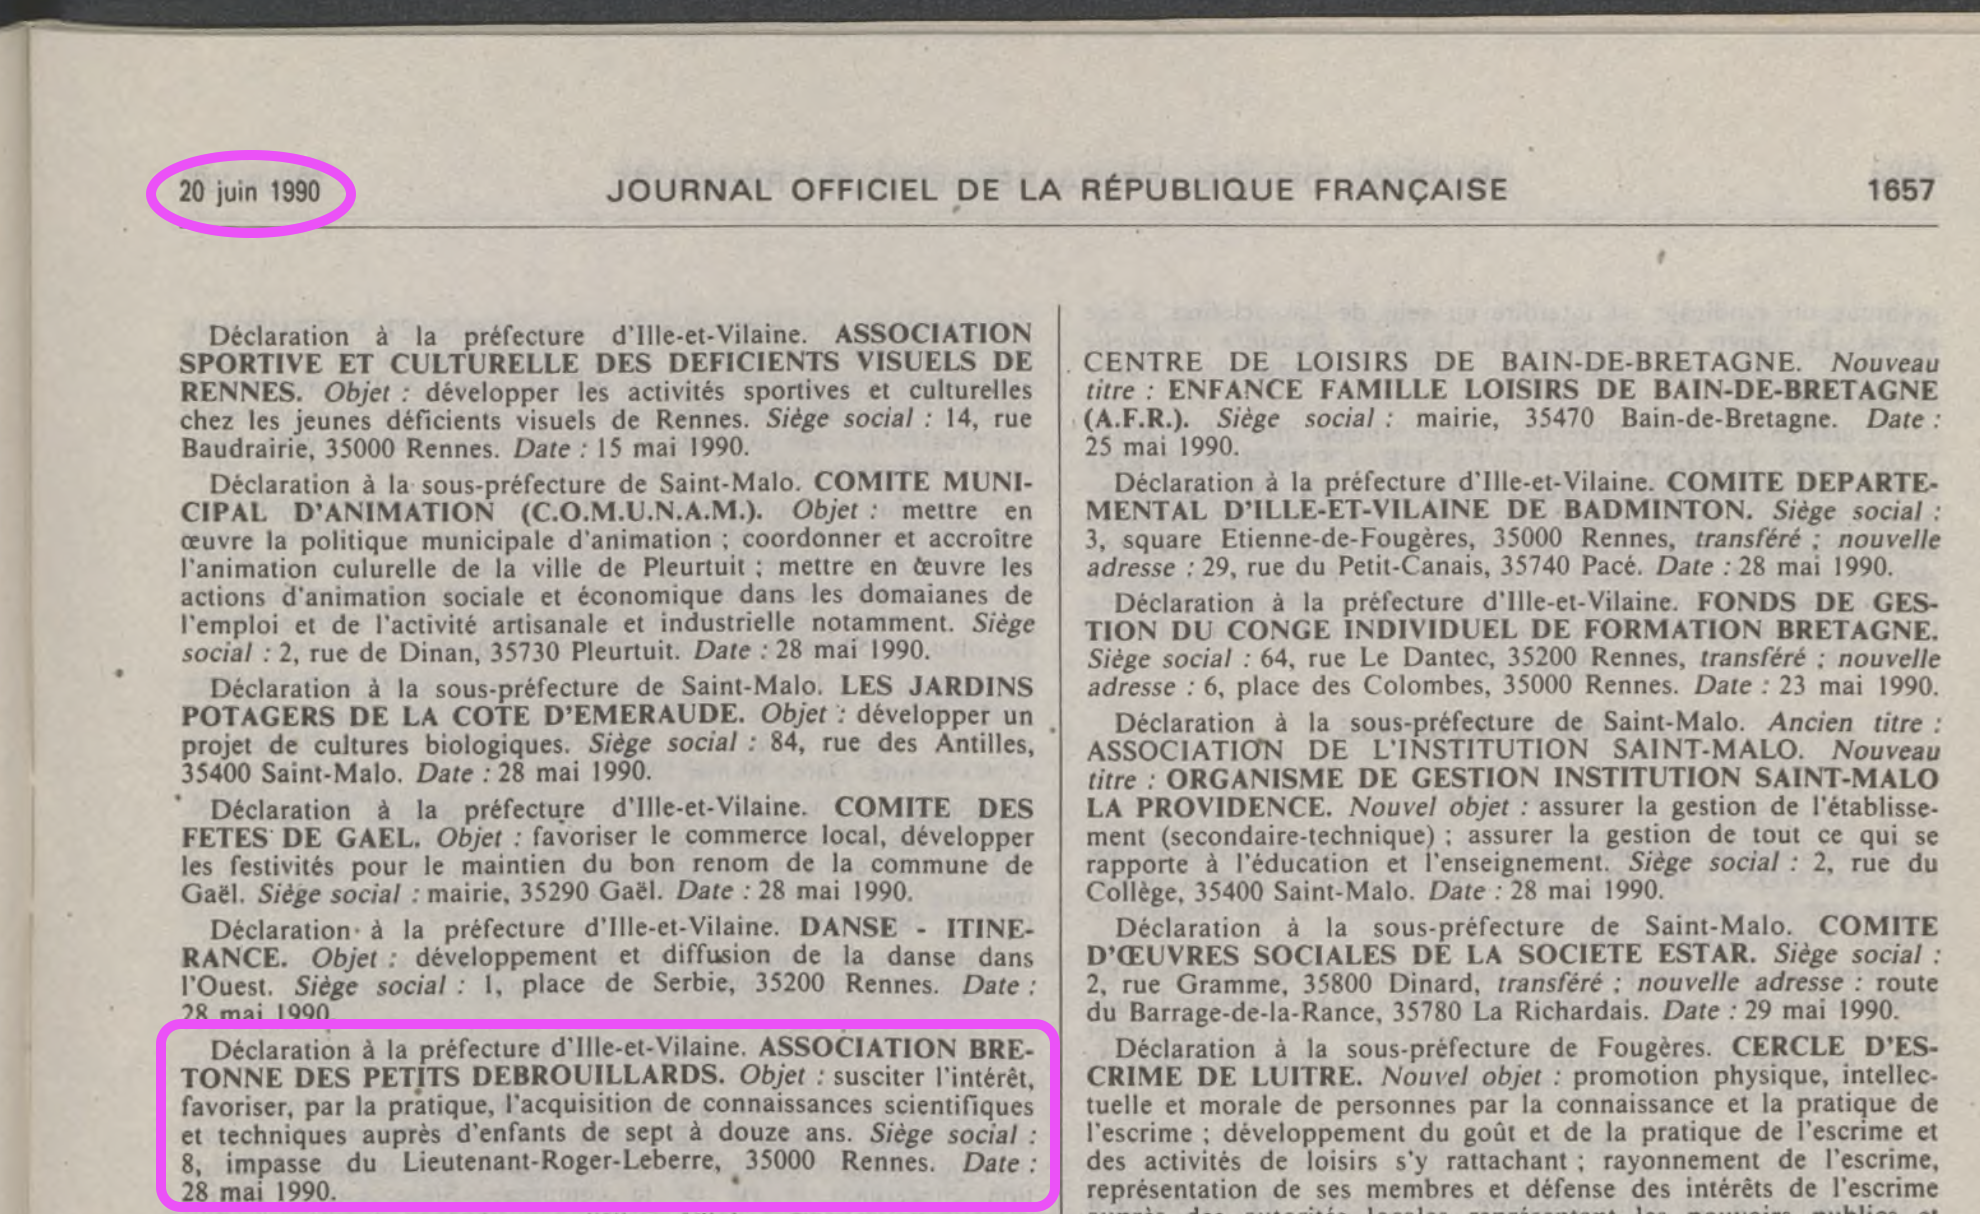 20 juin 1990
JOURNAL OFFICIEL DE LA RÉPUBLIQUE FRANÇAISE
1657
Déclaration à la préfecture d'Ille-et-Vilaine. ASSOCIATION
SPORTIVE ET CULTURELLE DES DEFICIENTS VISUELS DE
RENNES. Objet : développer les activités sportives et culturelles
chez les jeunes déficients visuels de Rennes. Siège social : 14, rue
Baudrairie, 35000 Rennes. Date : 15 mai 1990.
Déclaration à la sous-préfecture de Saint-Malo. COMITE MUNI-
CIPAL D'ANIMATION (C.O.M.U.N.A.M.). Objet : mettre en
œuvre la politique municipale d'animation ; coordonner et accroître
l'animation culurelle de la ville de Pleurtuit ; mettre en œuvre les
actions d'animation sociale et économique dans les domaianes de
l'emploi et de l'activité artisanale et industrielle notamment. Siège
social : 2, rue de Dinan, 35730 Pleurtuit. Date : 28 mai 1990.
Déclaration à la sous-préfecture de Saint-Malo. LES JARDINS
POTAGERS DE LA COTE D'EMERAUDE. Objet : développer un
projet de cultures biologiques. Siège social : 84, rue des Antilles,
35400 Saint-Malo. Date : 28 mai 1990.
Déclaration à la préfecture d'Ille-et-Vilaine. COMITE DES
FETES DE GAEL. Objet : favoriser le commerce local, développer
les festivités pour le maintien du bon renom de la commune de
Gaël. Siège social : mairie, 35290 Gaël. Date : 28 mai 1990.
Déclaration à la préfecture d'Ille-et-Vilaine. DANSE - ITINE-
RANCE. Objet : développement et diffusion de la danse dans
l'Ouest. Siège social : 1, place de Serbie, 35200 Rennes. Date :
28 mai 1990.
Déclaration à la préfecture d'Ille-et-Vilaine. ASSOCIATION BRE-
TONNE DES PETITS DEBROUILLARDS. Objet : susciter l'intérêt,
favoriser, par la pratique, l'acquisition de connaissances scientifiques
et techniques auprès d'enfants de sept à douze ans. Siège social :
8, impasse du Lieutenant-Roger-Leberre, 35000 Rennes. Date :
28 mai 1990.
CENTRE DE LOISIRS DE BAIN-DE-BRETAGNE. Nouveau
titre : ENFANCE FAMILLE LOISIRS DE BAIN-DE-BRETAGNE
(A.F.R.). Siège social : mairie, 35470 Bain-de-Bretagne. Date :
25 mai 1990.
Déclaration à la préfecture d'Ille-et-Vilaine. COMITE DEPARTE-
MENTAL D'ILLE-ET-VILAINE DE BADMINTON. Siège social :
3, square Etienne-de-Fougères, 35000 Rennes, transféré ; nouvelle
adresse : 29, rue du Petit-Canais, 35740 Pacé. Date : 28 mai 1990.
Déclaration à la préfecture d'Ille-et-Vilaine. FONDS DE GES-
TION DU CONGE INDIVIDUEL DE FORMATION BRETAGNE.
Siège social : 64, rue Le Dantec, 35200 Rennes, transféré ; nouvelle
adresse : 6, place des Colombes, 35000 Rennes. Date : 23 mai 1990.
Déclaration à la sous-préfecture de Saint-Malo. Ancien titre :
ASSOCIATION DE L'INSTITUTION SAINT-MALO. Nouveau
titre : ORGANISME DE GESTION INSTITUTION SAINT-MALO
LA PROVIDENCE. Nouvel objet : assurer la gestion de l'établisse-
ment (secondaire-technique) ; assurer la gestion de tout ce qui se
rapporte à l'éducation et l'enseignement. Siège social : 2, rue du
Collège, 35400 Saint-Malo. Date : 28 mai 1990.
Déclaration à la sous-préfecture de Saint-Malo. COMITE
D'ŒUVRES SOCIALES DE LA SOCIETE ESTAR. Siège social :
2, rue Gramme, 35800 Dinard, transféré ; nouvelle adresse : route
du Barrage-de-la-Rance, 35780 La Richardais. Date : 29 mai 1990.
Déclaration à la sous-préfecture de Fougères. CERCLE D'ES-
CRIME DE LUITRE. Nouvel objet : promotion physique, intellec-
tuelle et morale de personnes par la connaissance et la pratique de
l'escrime ; développement du goût et de la pratique de l'escrime et
des activités de loisirs s'y rattachant ; rayonnement de l'escrime,
représentation de ses membres et défense des intérêts de l'escrime